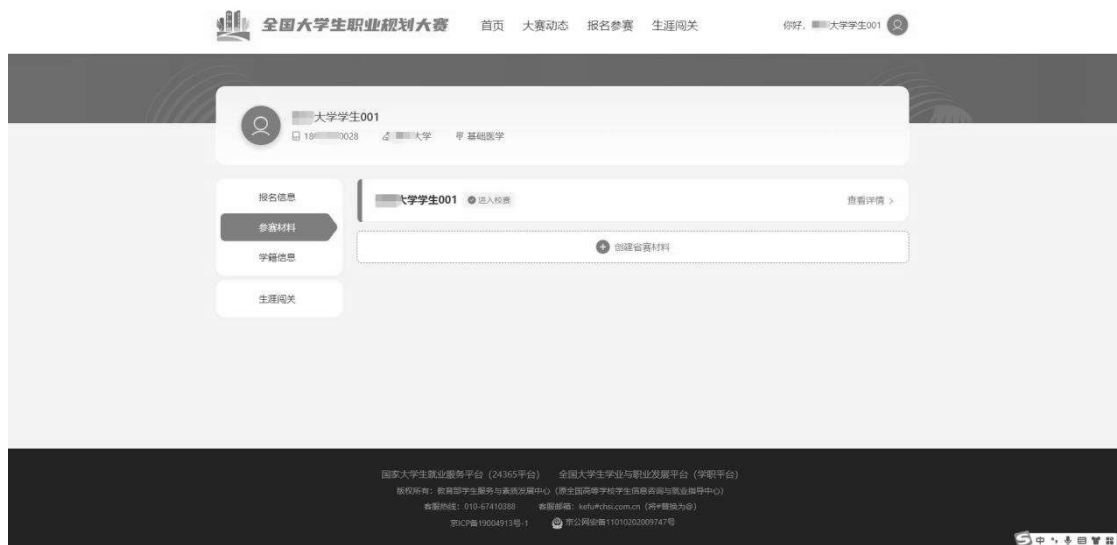 全国大学生职业规划大赛 首页 大赛动态 报名参赛 生涯闯关 你好, 大学学生001
大学学生001
18 0028 大学 基础医学
报名信息
大学学生001 进入校赛 查看详情 >
参赛材料
创建省赛材料
学籍信息
生涯闯关
国家大学生就业服务平台（24365平台） 全国大学生学业与职业发展平台（学职平台）
版权所有：教育部学生服务与素质发展中心（原全国高等学校学生信息咨询与就业指导中心）
客服热线：010-67410388 客服邮箱：kefu#chsi.com.cn（将#替换为@）
京ICP备19004913号-1 京公网安备11010202009747号
中